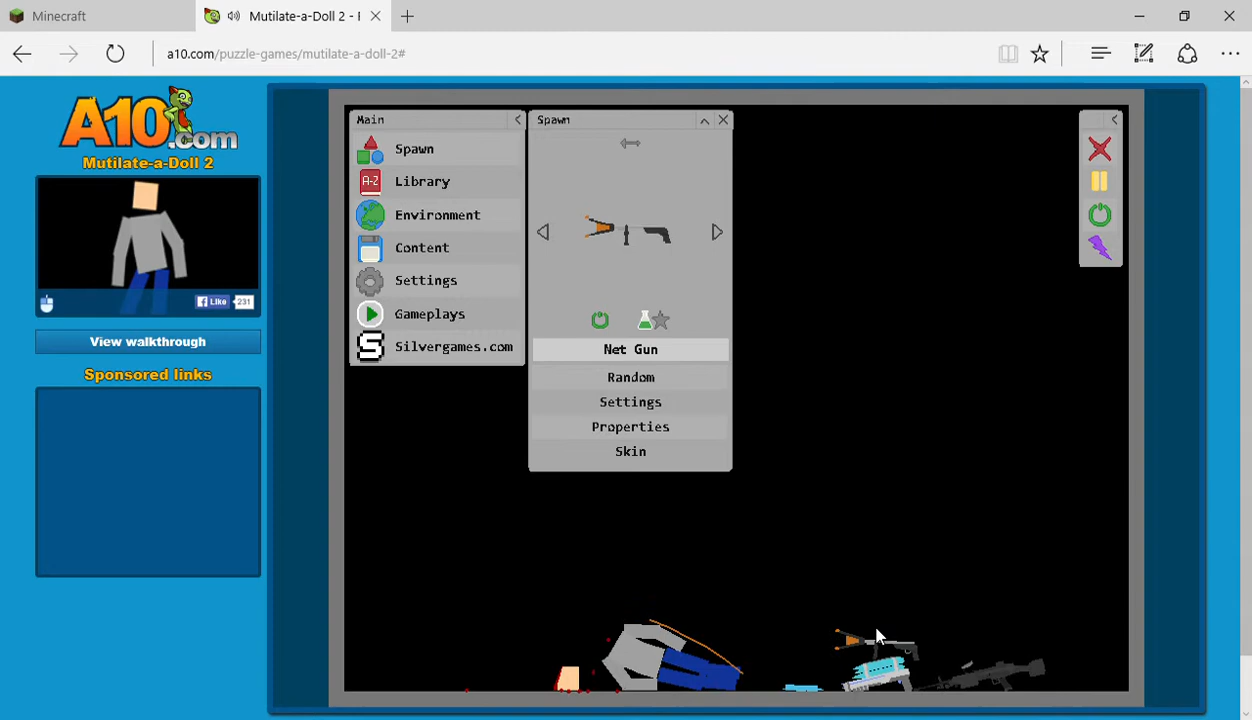 Minecraft
Mutilate-a-Doll 2 - F
a10.com/puzzle-games/mutilate-a-doll-2#
A10.com
Mutilate-a-Doll 2
Like 231
View walkthrough
Sponsored links
Main
Spawn
A-Z Library
Environment
Content
Settings
Gameplays
S Silvergames.com
Spawn
Net Gun
Random
Settings
Properties
Skin